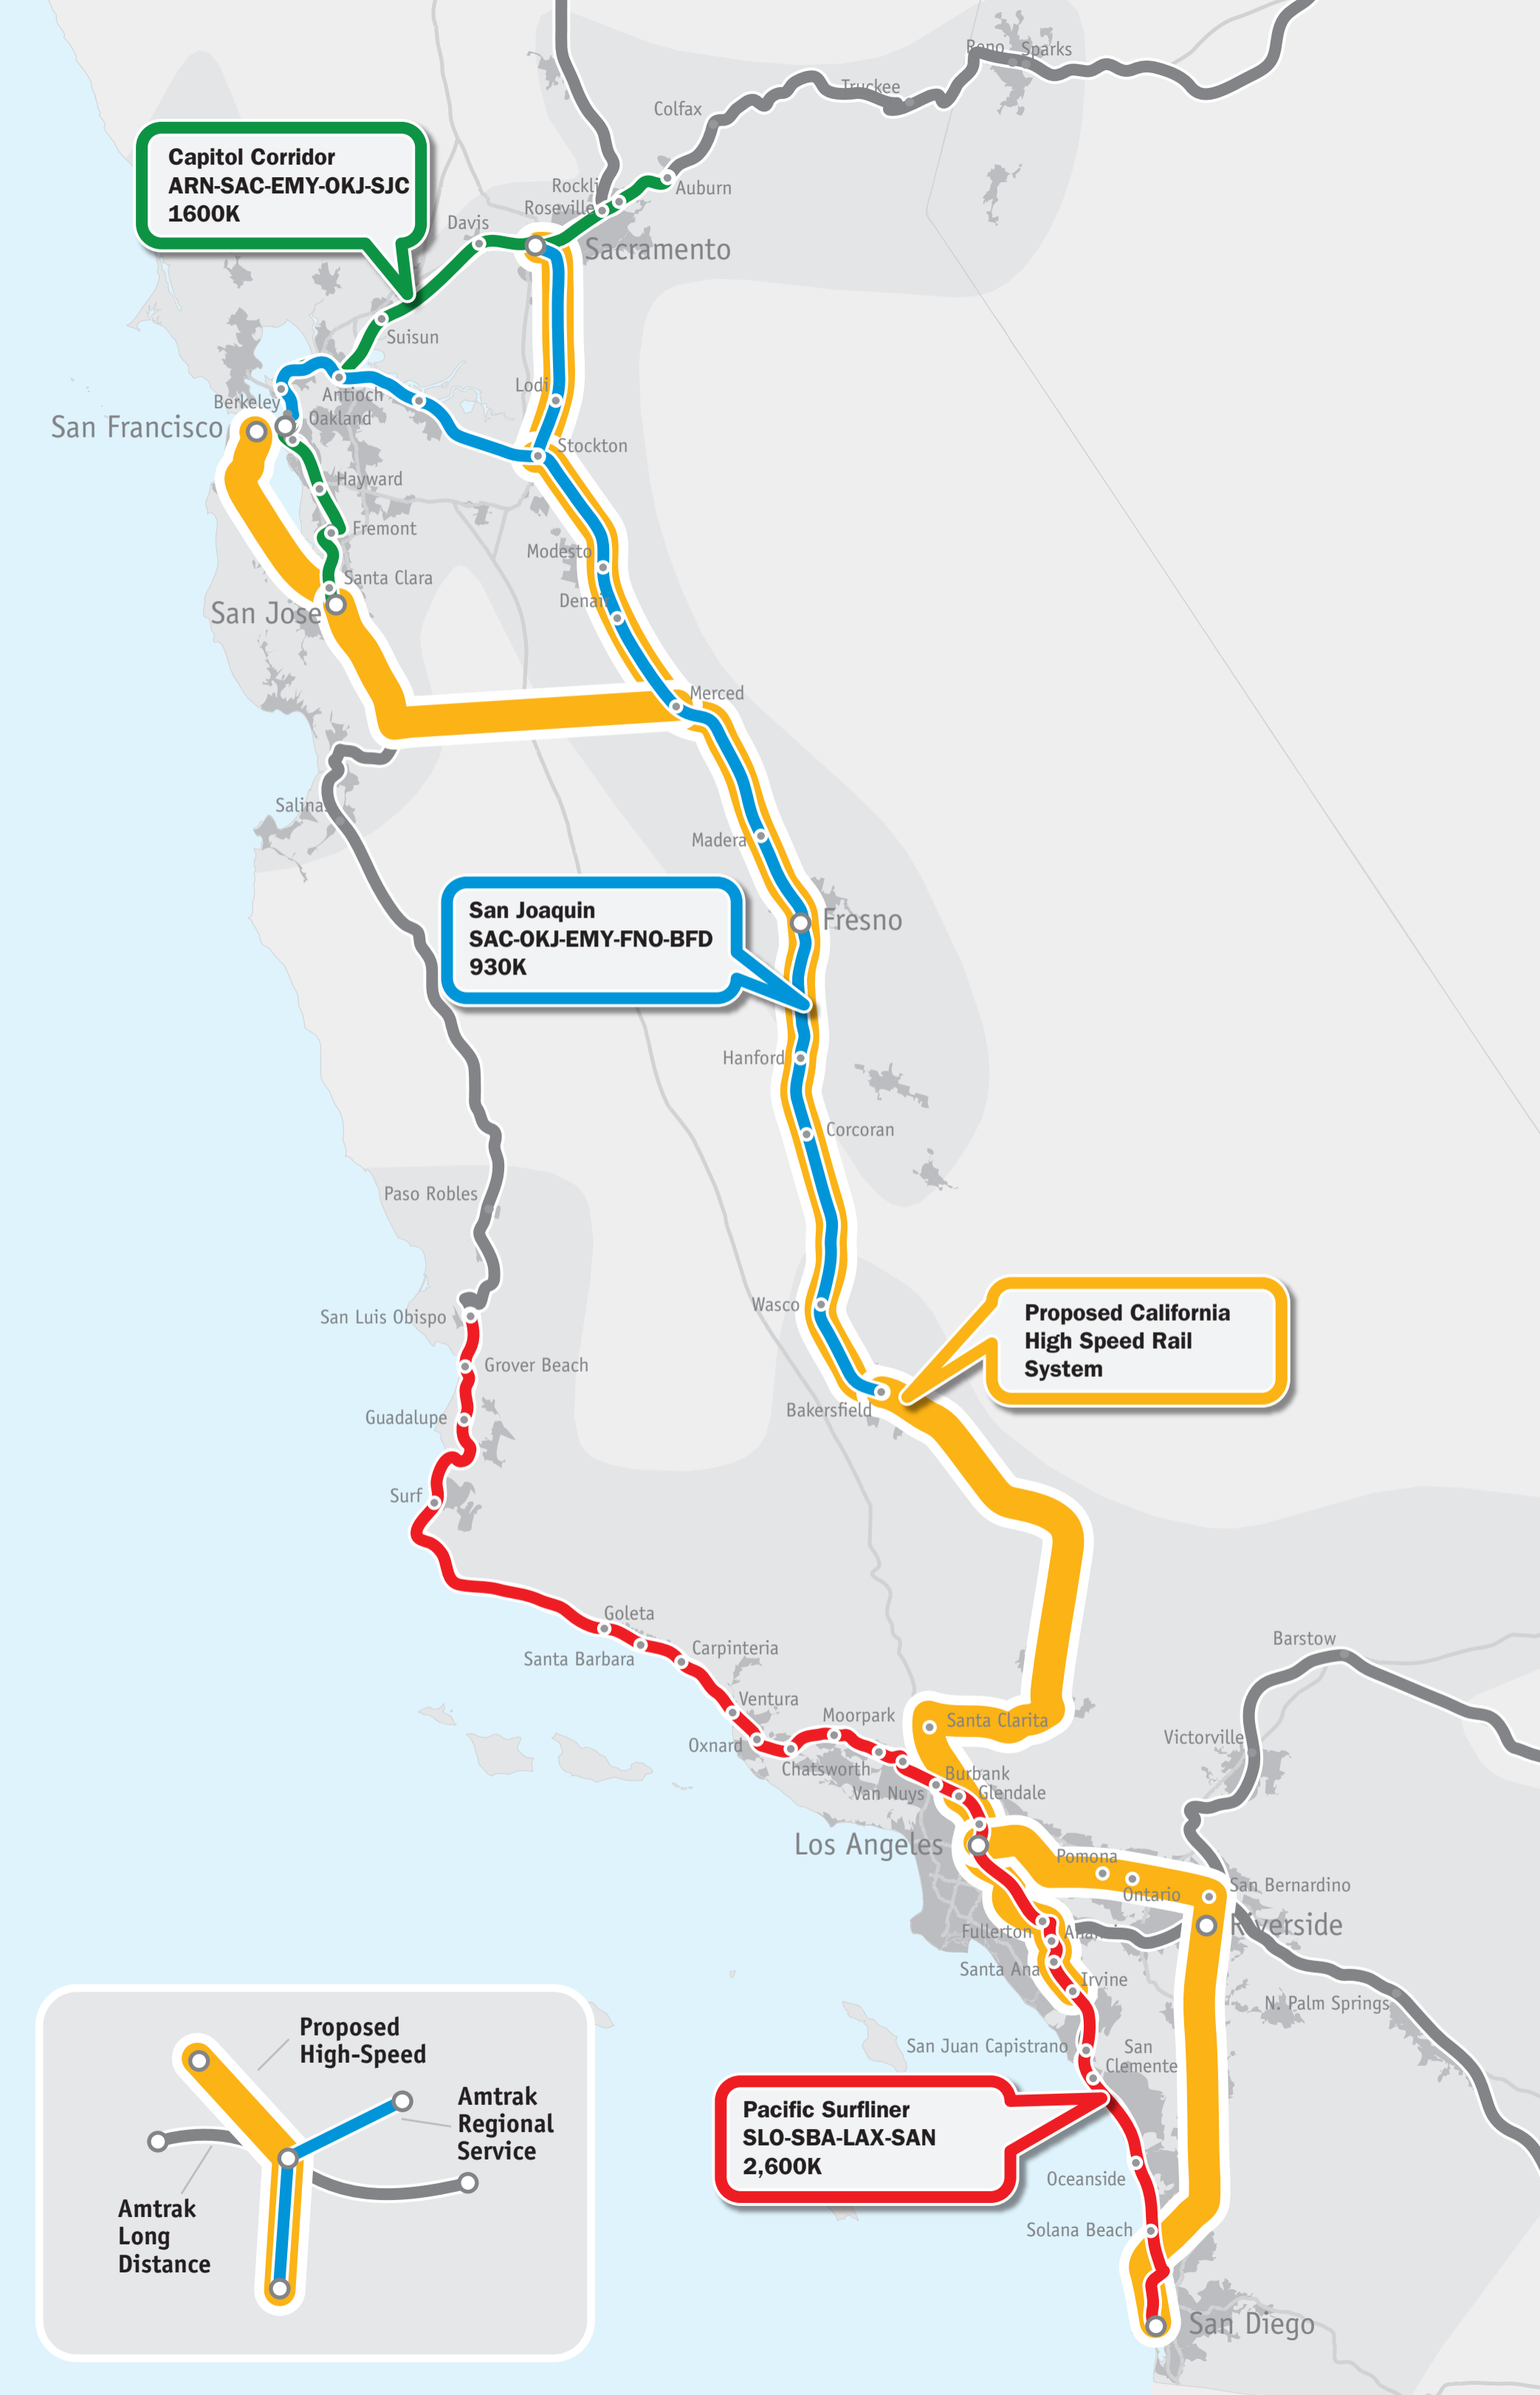 Reno
Sparks
Truckee
Colfax
Capitol Corridor
ARN-SAC-EMY-OKJ-SJC
1600K
Auburn
Roseville
Davis
Sacramento
Suisun
Lodi
Antioch
Berkeley
Oakland
San Francisco
Stockton
Hayward
Fremont
Modesto
Santa Clara
Denair
San Jose
Merced
Salinas
Madera
San Joaquin
SAC-OKJ-EMY-FNO-BFD
930K
Fresno
Hanford
Corcoran
Paso Robles
Wasco
San Luis Obispo
Proposed California
High Speed Rail
System
Grover Beach
Bakersfield
Guadalupe
Surf
Goleta
Barstow
Carpinteria
Santa Barbara
Ventura
Moorpark
Santa Clarita
Victorville
Oxnard
Chatsworth
Burbank
Van Nuys
Glendale
Los Angeles
Pomona
San Bernardino
Ontario
Riverside
Fullerton
Santa Ana
Irvine
N. Palm Springs
San Juan Capistrano
San
Clemente
Pacific Surfliner
SLO-SBA-LAX-SAN
2,600K
Oceanside
Solana Beach
San Diego
Proposed
High-Speed
Amtrak
Regional
Service
Amtrak
Long
Distance